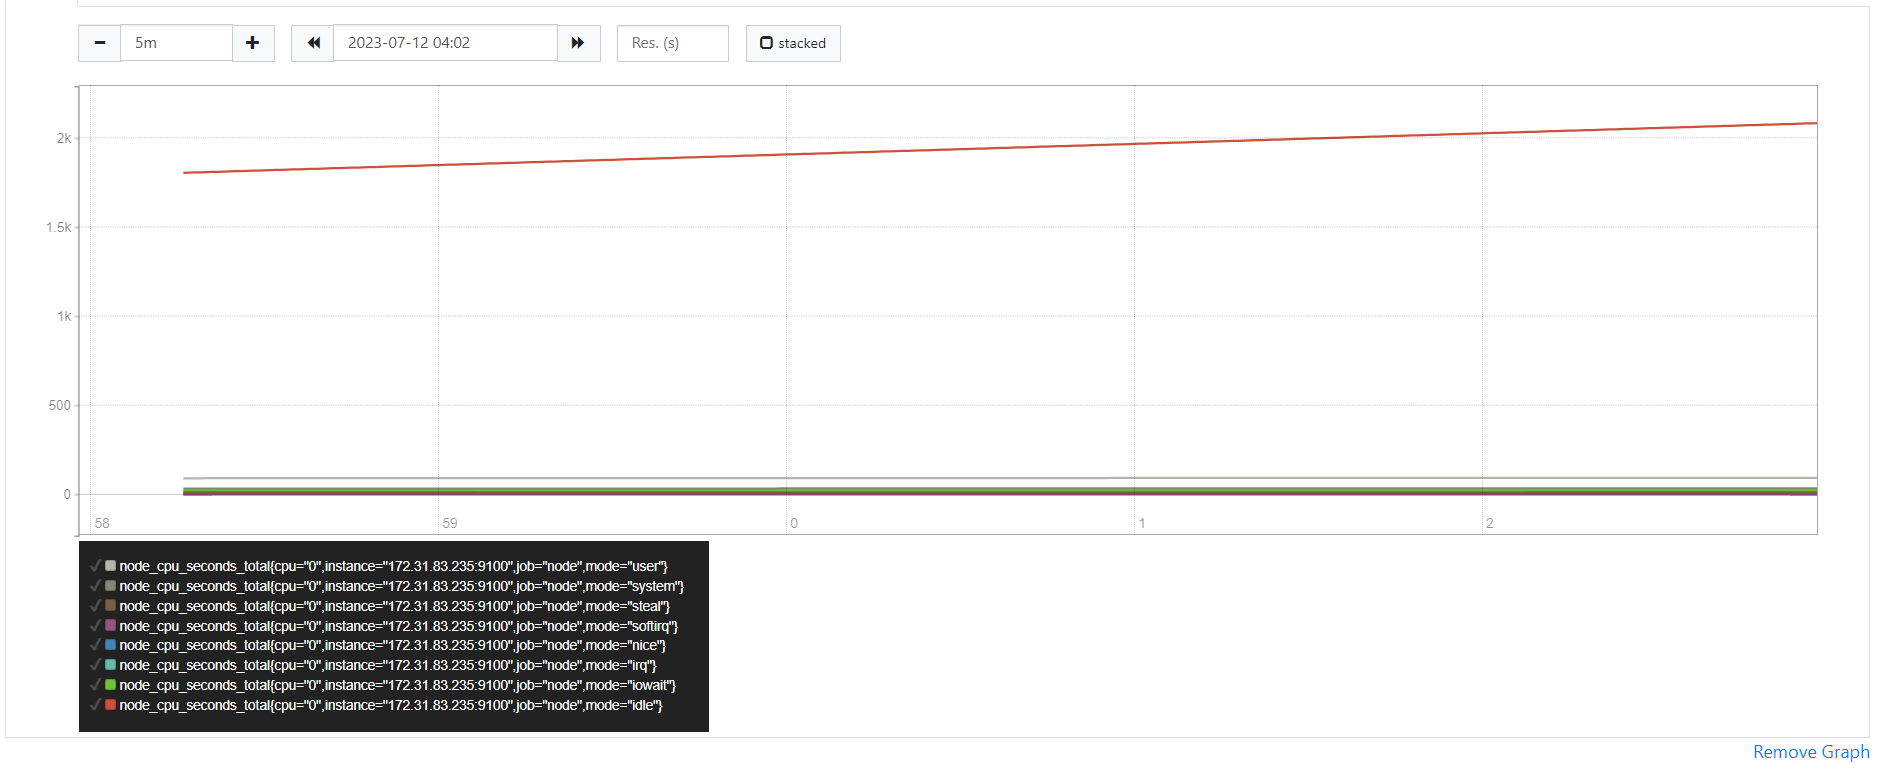 5m 2023-07-12 04:02 Res. (s) stacked
2k
1.5k
1k
500
0
58 59 0 1 2
node_cpu_seconds_total{cpu="0",instance="172.31.83.235:9100",job="node",mode="user"}
node_cpu_seconds_total{cpu="0",instance="172.31.83.235:9100",job="node",mode="system"}
node_cpu_seconds_total{cpu="0",instance="172.31.83.235:9100",job="node",mode="steal"}
node_cpu_seconds_total{cpu="0",instance="172.31.83.235:9100",job="node",mode="softirq"}
node_cpu_seconds_total{cpu="0",instance="172.31.83.235:9100",job="node",mode="nice"}
node_cpu_seconds_total{cpu="0",instance="172.31.83.235:9100",job="node",mode="irq"}
node_cpu_seconds_total{cpu="0",instance="172.31.83.235:9100",job="node",mode="iowait"}
node_cpu_seconds_total{cpu="0",instance="172.31.83.235:9100",job="node",mode="idle"}
Remove Graph